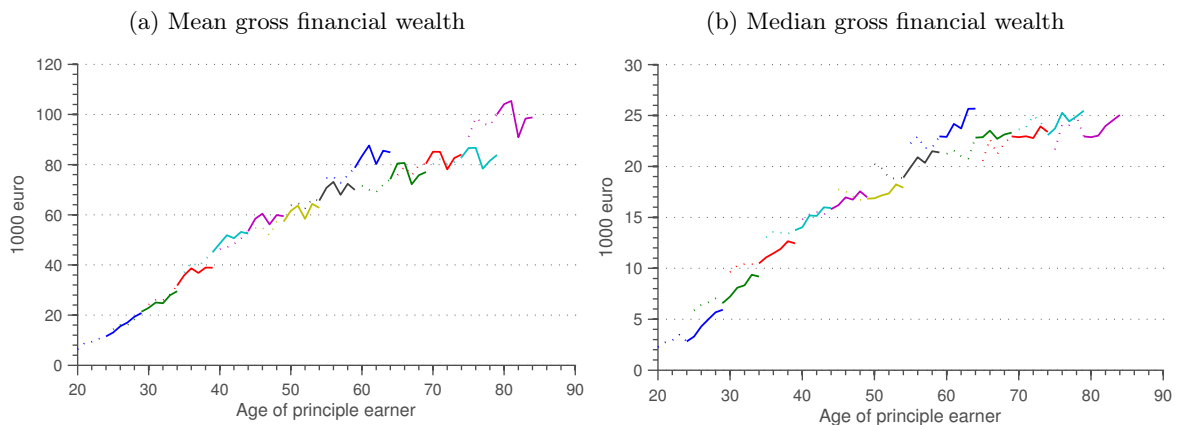 (a) Mean gross financial wealth
120
100
80
60
40
20
0
1000 euro
20 30 40 50 60 70 80 90
Age of principle earner
(b) Median gross financial wealth
30
25
20
15
10
5
0
1000 euro
20 30 40 50 60 70 80 90
Age of principle earner